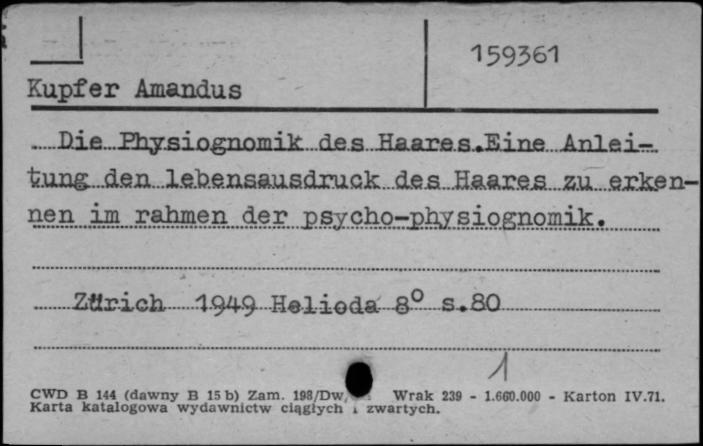 159361
Kupfer Amandus
Die Physiognomik des Haares.Eine Anlei-
tung den lebensausdruck des Haares zu erken-
nen im rahmen der psycho-physiognomik.
Zürich 1949 Helioda 8° s.80
1
CWD B 144 (dawny B 15 b) Zam. 198/Dw/ Wrak 239 - 1.660.000 - Karton IV.71.
Karta katalogowa wydawnictw ciągłych i zwartych.